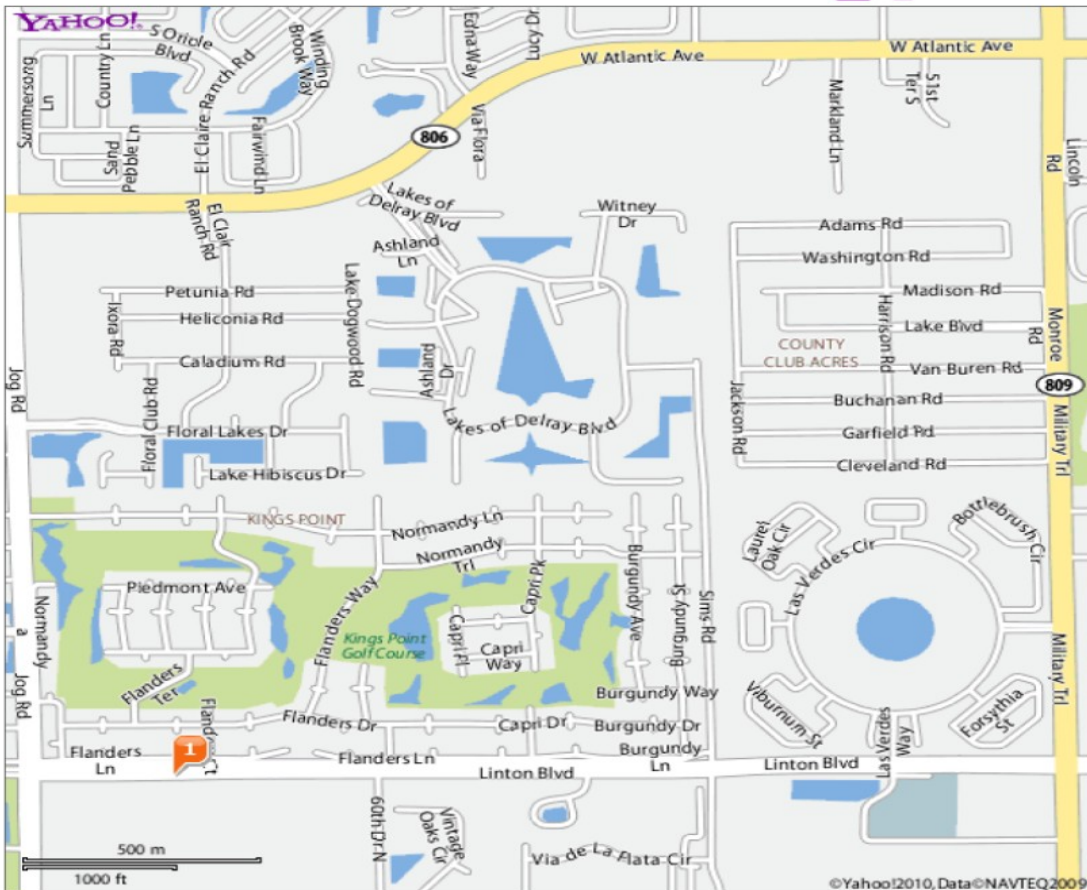 YAHOO!
S Oriole
Blvd
Country Ln
Summersong
Ln
Sand
Pebble Ln
El Claire Ranch Rd
Winding
Brook Way
Fairwind Ln
Edna Way
Lucy Dr
Via Flora
806
W Atlantic Ave
W Atlantic Ave
51st
Ter S
Markland Ln
Lincoln
Rd
El Clair
Ranch Rd
Lakes of
Delray Blvd
Ashland
Ln
Witney
Dr
Adams Rd
Washington Rd
Petunia Rd
Heliconia Rd
Ixora Rd
Caladium Rd
Lake Dogwood Rd
Ashland
Dr
Madison Rd
Lake Blvd
Harrison Rd
COUNTY
CLUB ACRES
Monroe
Rd
Van Buren Rd
809
Jog Rd
Floral Club Rd
Floral Lakes Dr
Lake Hibiscus Dr
Lakes of Delray Blvd
Jackson Rd
Buchanan Rd
Garfield Rd
Cleveland Rd
Military Trl
KINGS POINT
Normandy Ln
Normandy
Trl
Laurel
Oak Cir
Las Verdes Cir
Bottlebrush Cir
Piedmont Ave
Flanders Way
Capri Pk
Capri Pl
Capri
Way
Kings Point
Golf Course
Burgundy Ave
Burgundy St
Sims Rd
Normandy
a
Jog Rd
Flanders
Ter
Burgundy Way
Viburnum St
Forsythia
St
Military Trl
Flanders Dr
Capri Dr
Burgundy Dr
Las Verdes
Way
Flanders
Ln
1
Flanders Ln
Burgundy
Ln
Linton Blvd
Linton Blvd
60th Dr N
Vintage
Oaks Cir
Via de La Plata Cir
500 m
1000 ft
©Yahoo!2010, Data©NAVTEQ2009